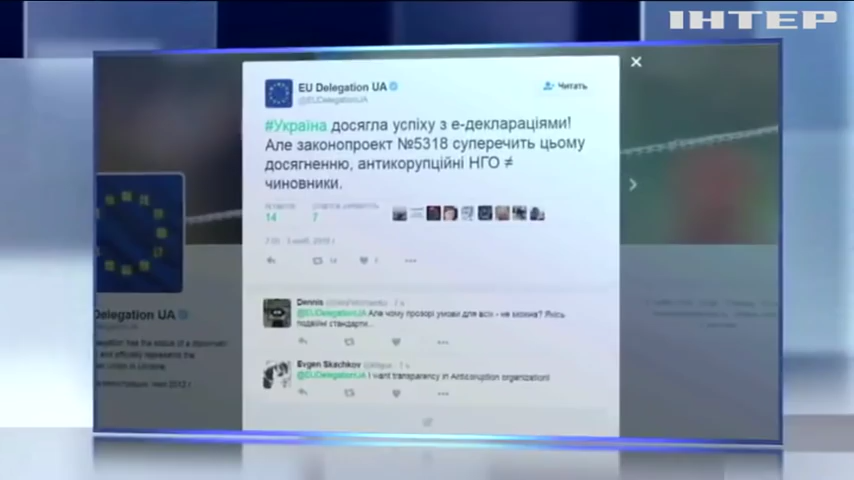 ІНТЕР
EU Delegation UA
@EUDelegationUA
Читать
#Україна досягла успіху з е-деклараціями!
Але законопроект №5318 суперечить цьому
досягненню, антикорупційні НГО ≠
чиновники.
14
7
Delegation UA
Dennis
@EUDelegationUA Але чому прозорі умови для всіх - не можна? Якісь
подвійні стандарти...
Evgen Skachkov
@EUDelegationUA I want transparency in Anticoruption organization!